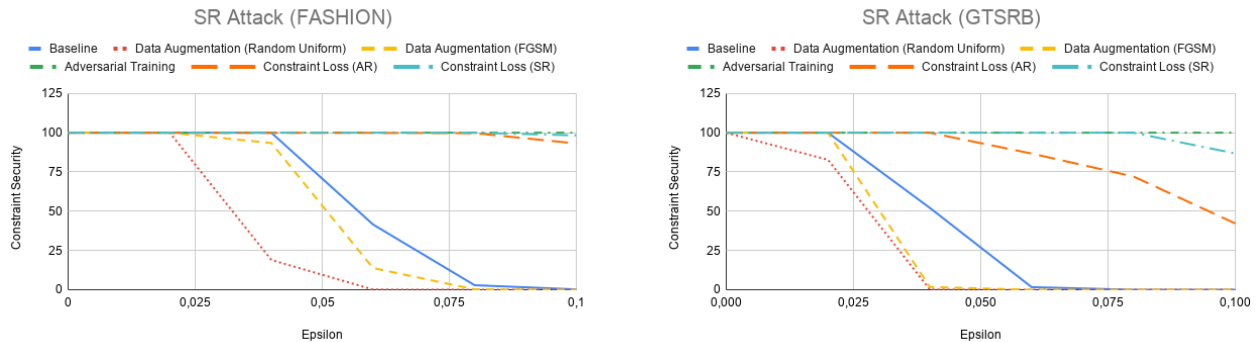 SR Attack (FASHION)
Baseline Data Augmentation (Random Uniform) Data Augmentation (FGSM)
Adversarial Training Constraint Loss (AR) Constraint Loss (SR)
125
100
75
50
25
0
Constraint Security
0 0,025 0,05 0,075 0,1
Epsilon
SR Attack (GTSRB)
Baseline Data Augmentation (Random Uniform) Data Augmentation (FGSM)
Adversarial Training Constraint Loss (AR) Constraint Loss (SR)
125
100
75
50
25
0
Constraint Security
0,000 0,025 0,050 0,075 0,100
Epsilon